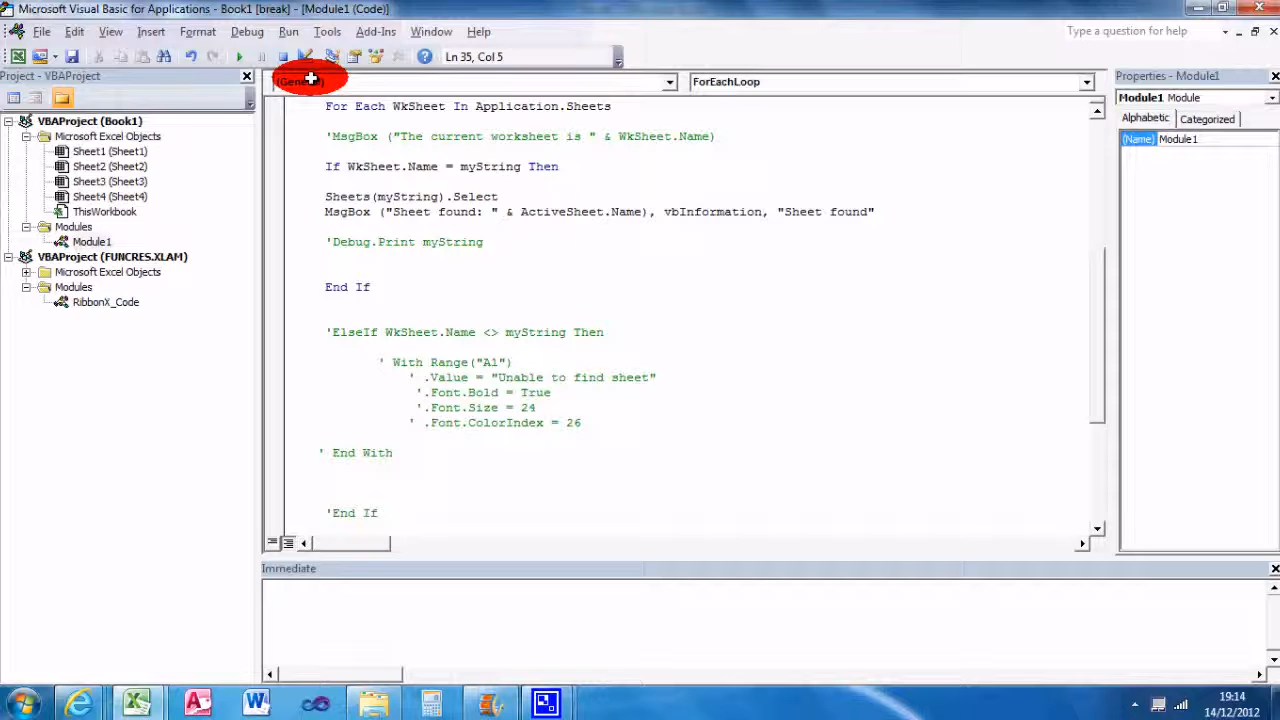 Microsoft Visual Basic for Applications - Book1 [break] - [Module1 (Code)]
File Edit View Insert Format Debug Run Tools Add-Ins Window Help
Type a question for help
Ln 35, Col 5
Project - VBAProject
(General)
ForEachLoop
Properties - Module1
Module1 Module
Alphabetic Categorized
(Name) Module1
VBAProject (Book1)
Microsoft Excel Objects
Sheet1 (Sheet1)
Sheet2 (Sheet2)
Sheet3 (Sheet3)
Sheet4 (Sheet4)
ThisWorkbook
Modules
Module1
VBAProject (FUNCRES.XLAM)
Microsoft Excel Objects
Modules
RibbonX_Code
For Each WkSheet In Application.Sheets
'MsgBox ("The current worksheet is " & WkSheet.Name)
If WkSheet.Name = myString Then
Sheets(myString).Select
MsgBox ("Sheet found: " & ActiveSheet.Name), vbInformation, "Sheet found"
'Debug.Print myString
End If
'ElseIf WkSheet.Name <> myString Then
' With Range("A1")
' .Value = "Unable to find sheet"
'.Font.Bold = True
'.Font.Size = 24
' .Font.ColorIndex = 26
' End With
'End If
Immediate
19:14
14/12/2012